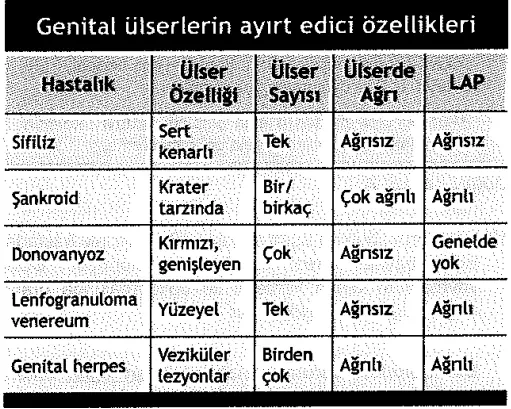 Genital ülserlerin ayırt edici özellikleri
Hastalık | Ülser Özelliği | Ülser Sayısı | Ülserde Ağrı | LAP
Sifiliz | Sert kenarlı | Tek | Ağrısız | Ağrısız
Şankroid | Krater tarzında | Bir/ birkaç | Çok ağrılı | Ağrılı
Donovanyoz | Kırmızı, genişleyen | Çok | Ağrısız | Genelde yok
Lenfogranuloma venereum | Yüzeyel | Tek | Ağrısız | Ağrılı
Genital herpes | Veziküler lezyonlar | Birden çok | Ağrılı | Ağrılı